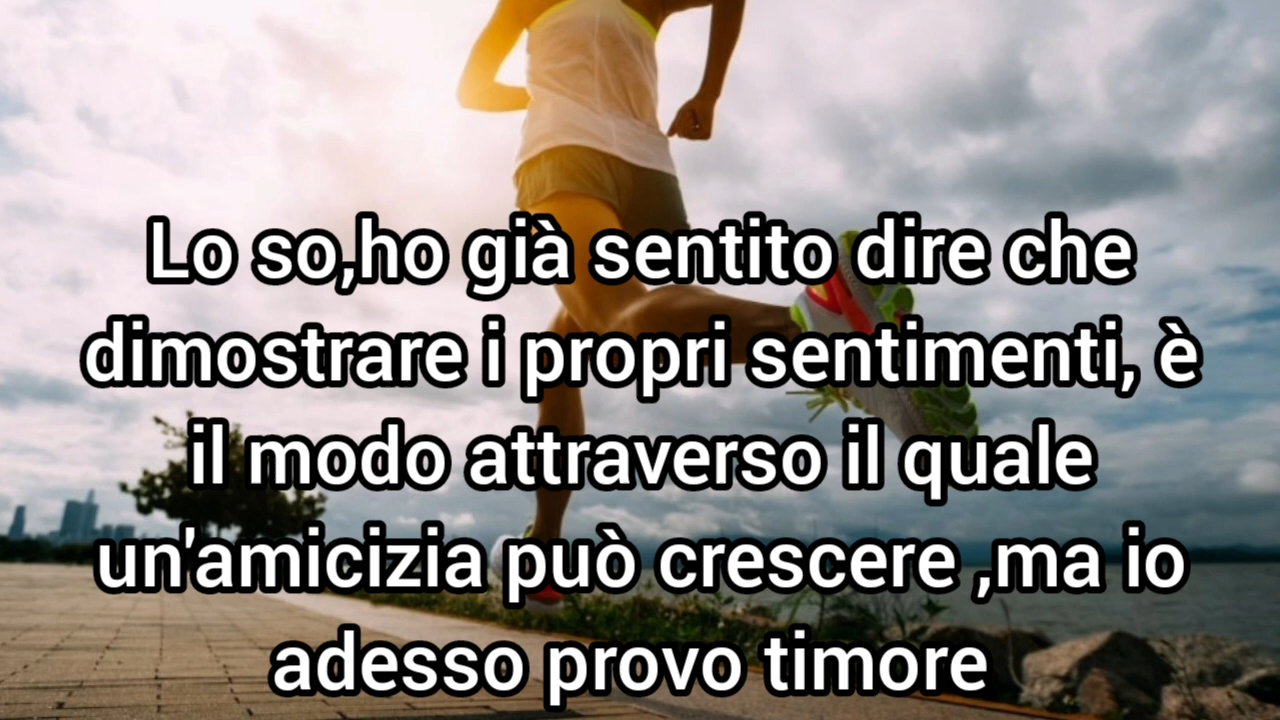 Lo so,ho già sentito dire che
dimostrare i propri sentimenti, è
il modo attraverso il quale
un'amicizia può crescere ,ma io
adesso provo timore